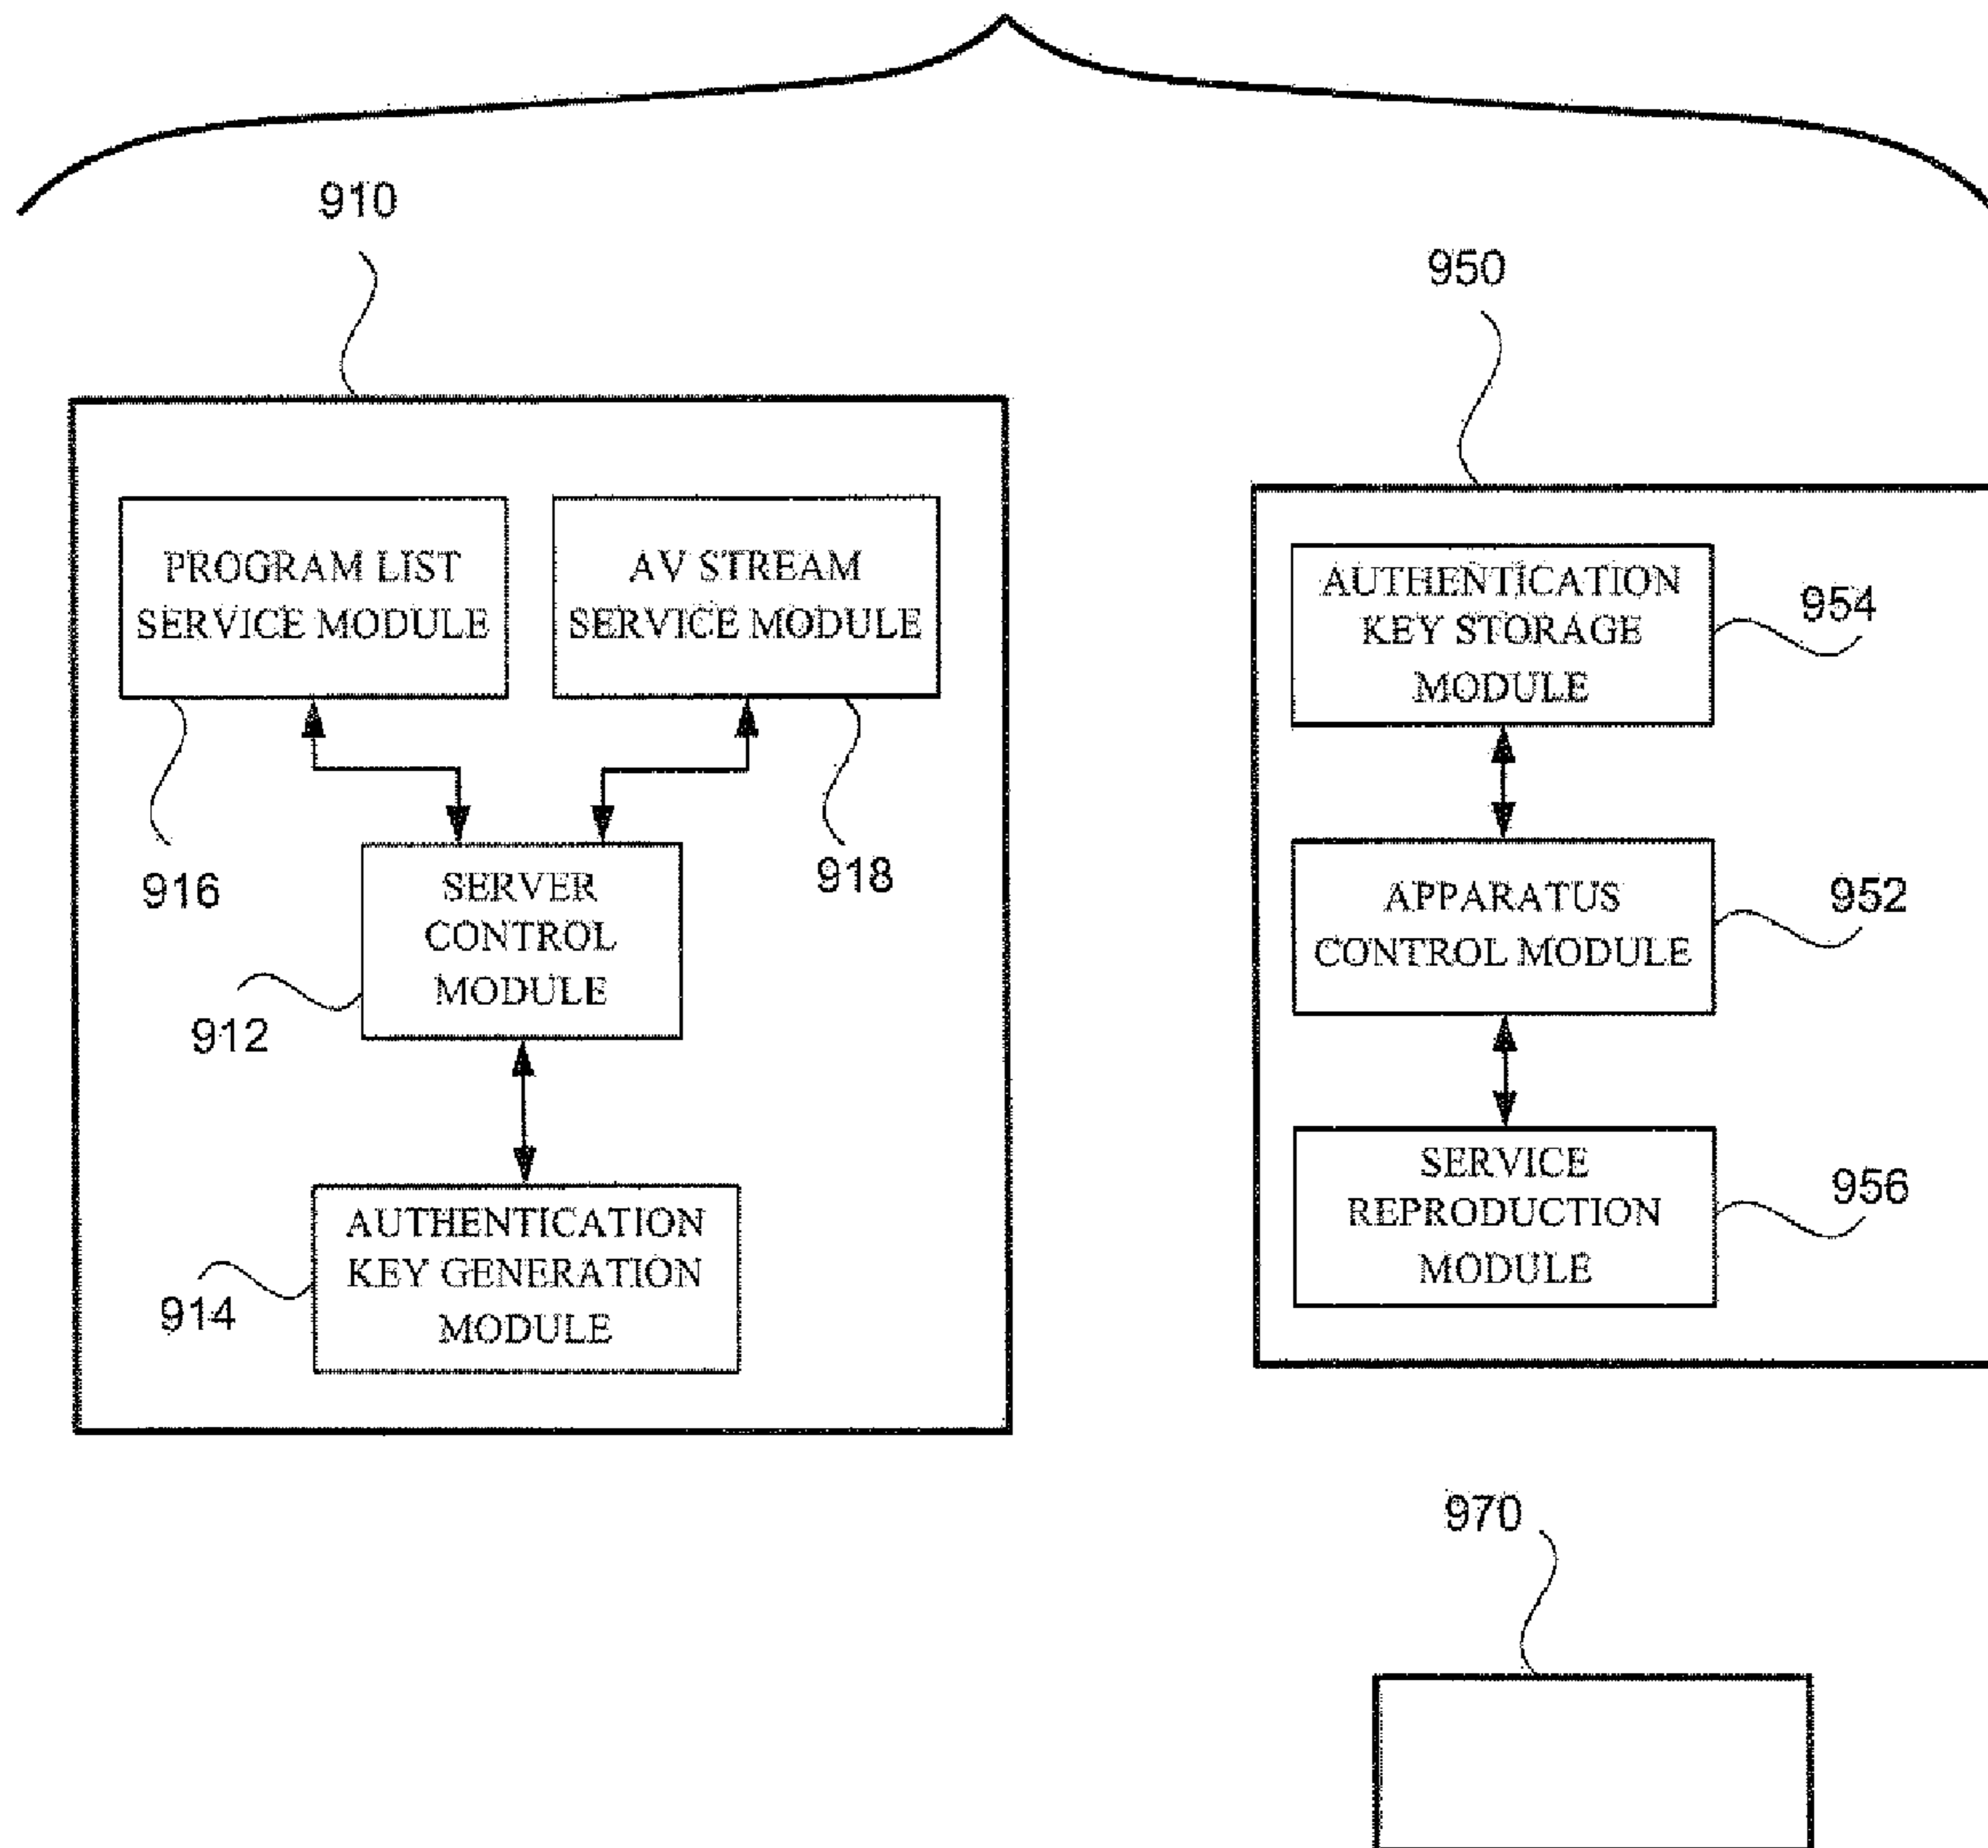 910
950
PROGRAM LIST
SERVICE MODULE
AV STREAM
SERVICE MODULE
916
918
SERVER
CONTROL
MODULE
912
AUTHENTICATION
KEY GENERATION
MODULE
914
AUTHENTICATION
KEY STORAGE
MODULE
954
APPARATUS
CONTROL MODULE
952
SERVICE
REPRODUCTION
MODULE
956
970